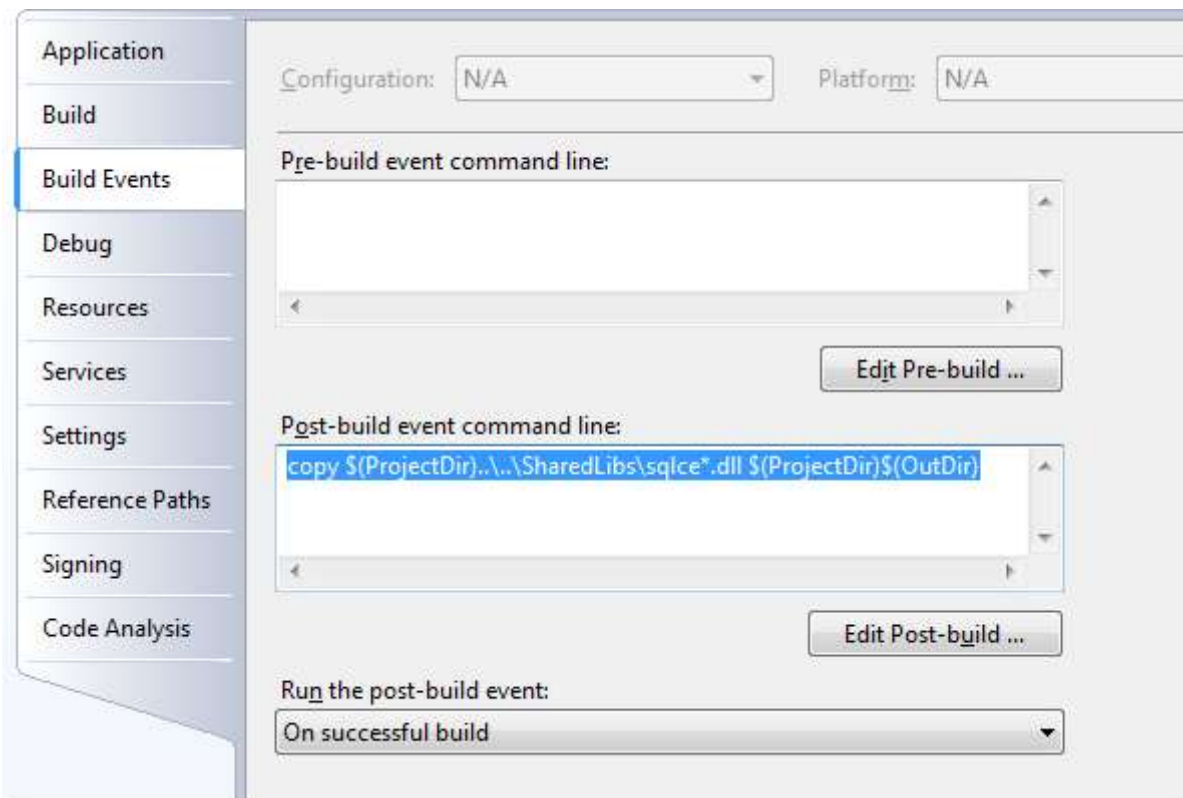 Application
Build
Build Events
Debug
Resources
Services
Settings
Reference Paths
Signing
Code Analysis
Configuration: N/A Platform: N/A
Pre-build event command line:
Edit Pre-build ...
Post-build event command line:
copy $(ProjectDir)..\..\SharedLibs\sqlce*.dll $(ProjectDir)$(OutDir)
Edit Post-build ...
Run the post-build event:
On successful build